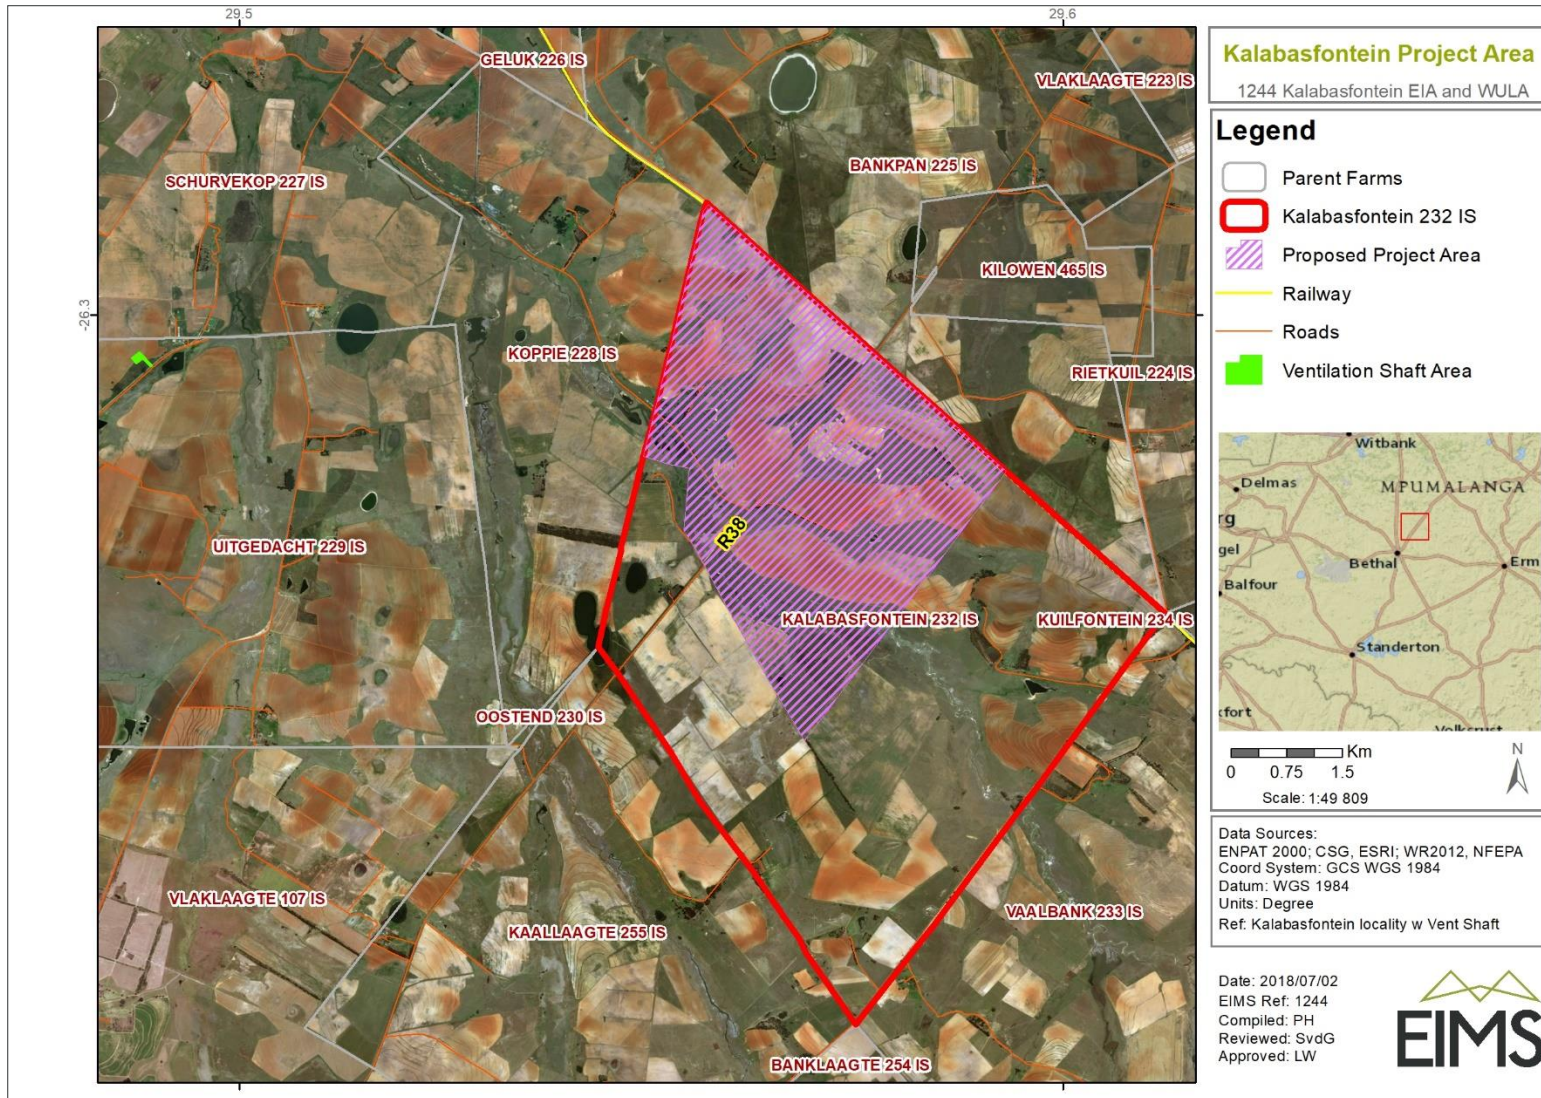 29.5
29.6
-26.3
GELUK 226 IS
VLAKLAAGTE 223 IS
SCHURVEKOP 227 IS
BANKPAN 225 IS
KILOWEN 465 IS
KOPPIE 228 IS
RIETKUIL 224 IS
UITGEDACHT 229 IS
R38
KALABASFONTEIN 232 IS
KUILFONTEIN 234 IS
OOSTEND 230 IS
VLAKLAAGTE 107 IS
KAALLAAGTE 255 IS
VAALBANK 233 IS
BANKLAAGTE 254 IS
Kalabasfontein Project Area
1244 Kalabasfontein EIA and WULA
Legend
Parent Farms
Kalabasfontein 232 IS
Proposed Project Area
Railway
Roads
Ventilation Shaft Area
Witbank
Delmas
MPUMALANGA
rg
gel
Bethal
Erm
Balfour
Standerton
kfort
Volksrust
Km
0 0.75 1.5
N
Scale: 1:49 809
Data Sources:
ENPAT 2000; CSG, ESRI; WR2012, NFEPA
Coord System: GCS WGS 1984
Datum: WGS 1984
Units: Degree
Ref: Kalabasfontein locality w Vent Shaft
Date: 2018/07/02
EIMS Ref: 1244
Compiled: PH
Reviewed: SvdG
Approved: LW
EIMS